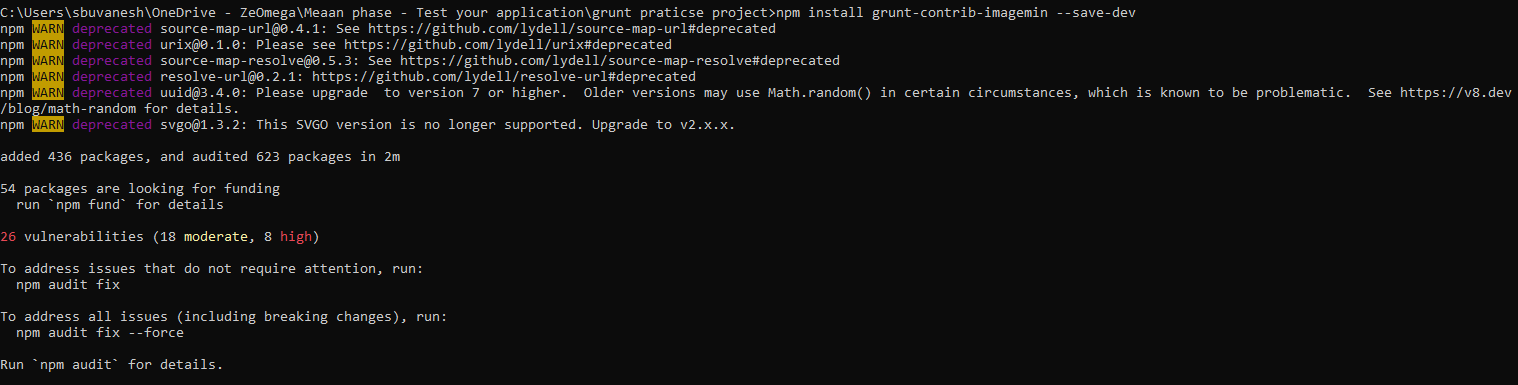 C:\Users\sbuvanesh\OneDrive - ZeOmega\Meaan phase - Test your application\grunt praticse project>npm install grunt-contrib-imagemin --save-dev
npm WARN deprecated source-map-url@0.4.1: See https://github.com/lydell/source-map-url#deprecated
npm WARN deprecated urix@0.1.0: Please see https://github.com/lydell/urix#deprecated
npm WARN deprecated source-map-resolve@0.5.3: See https://github.com/lydell/source-map-resolve#deprecated
npm WARN deprecated resolve-url@0.2.1: https://github.com/lydell/resolve-url#deprecated
npm WARN deprecated uuid@3.4.0: Please upgrade  to version 7 or higher.  Older versions may use Math.random() in certain circumstances, which is known to be problematic.  See https://v8.dev
/blog/math-random for details.
npm WARN deprecated svgo@1.3.2: This SVGO version is no longer supported. Upgrade to v2.x.x.
added 436 packages, and audited 623 packages in 2m
54 packages are looking for funding
  run `npm fund` for details
26 vulnerabilities (18 moderate, 8 high)
To address issues that do not require attention, run:
  npm audit fix
To address all issues (including breaking changes), run:
  npm audit fix --force
Run `npm audit` for details.